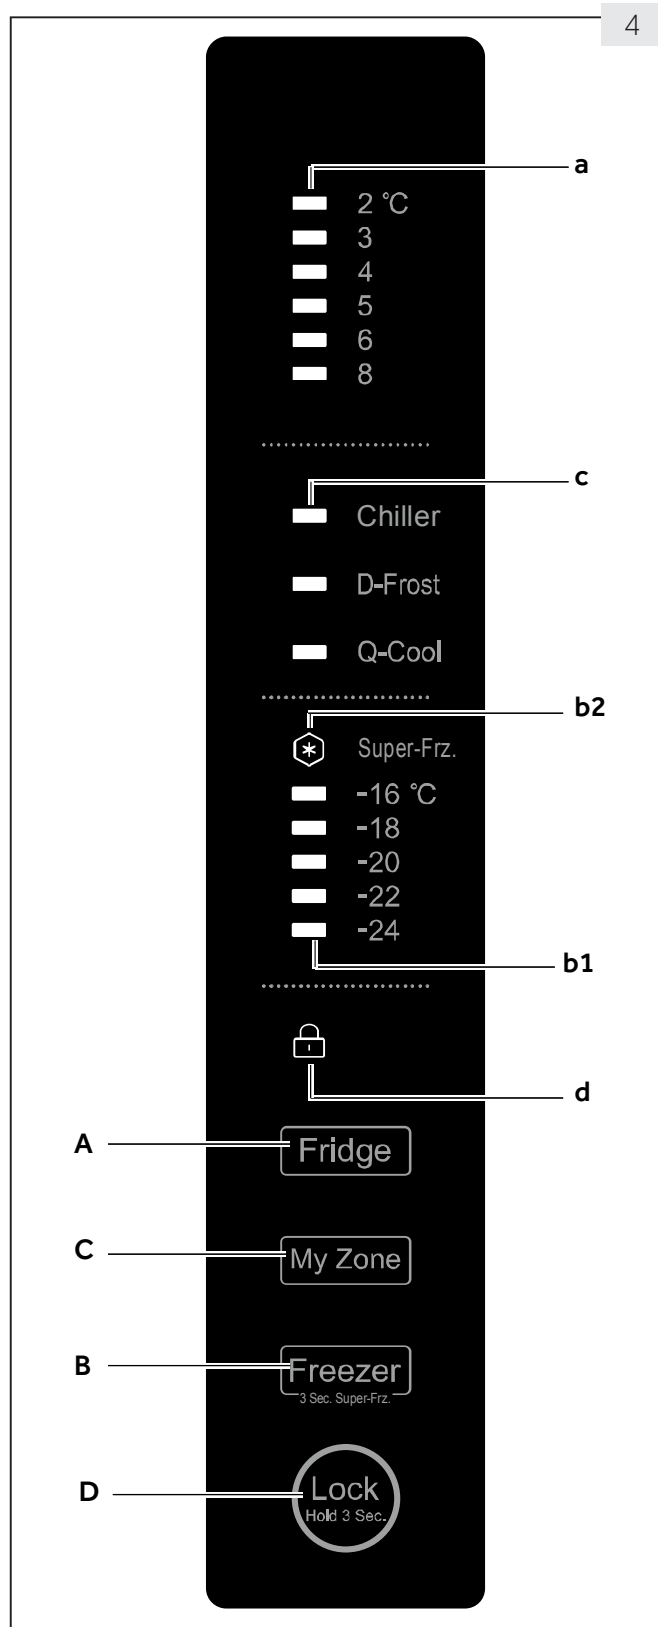 4
a
2 °C
3
4
5
6
8
c
Chiller
D-Frost
Q-Cool
b2
Super-Frz.
-16 °C
-18
-20
-22
-24
b1
d
A
Fridge
C
My Zone
B
Freezer
3 Sec. Super-Frz.
D
Lock
Hold 3 Sec.